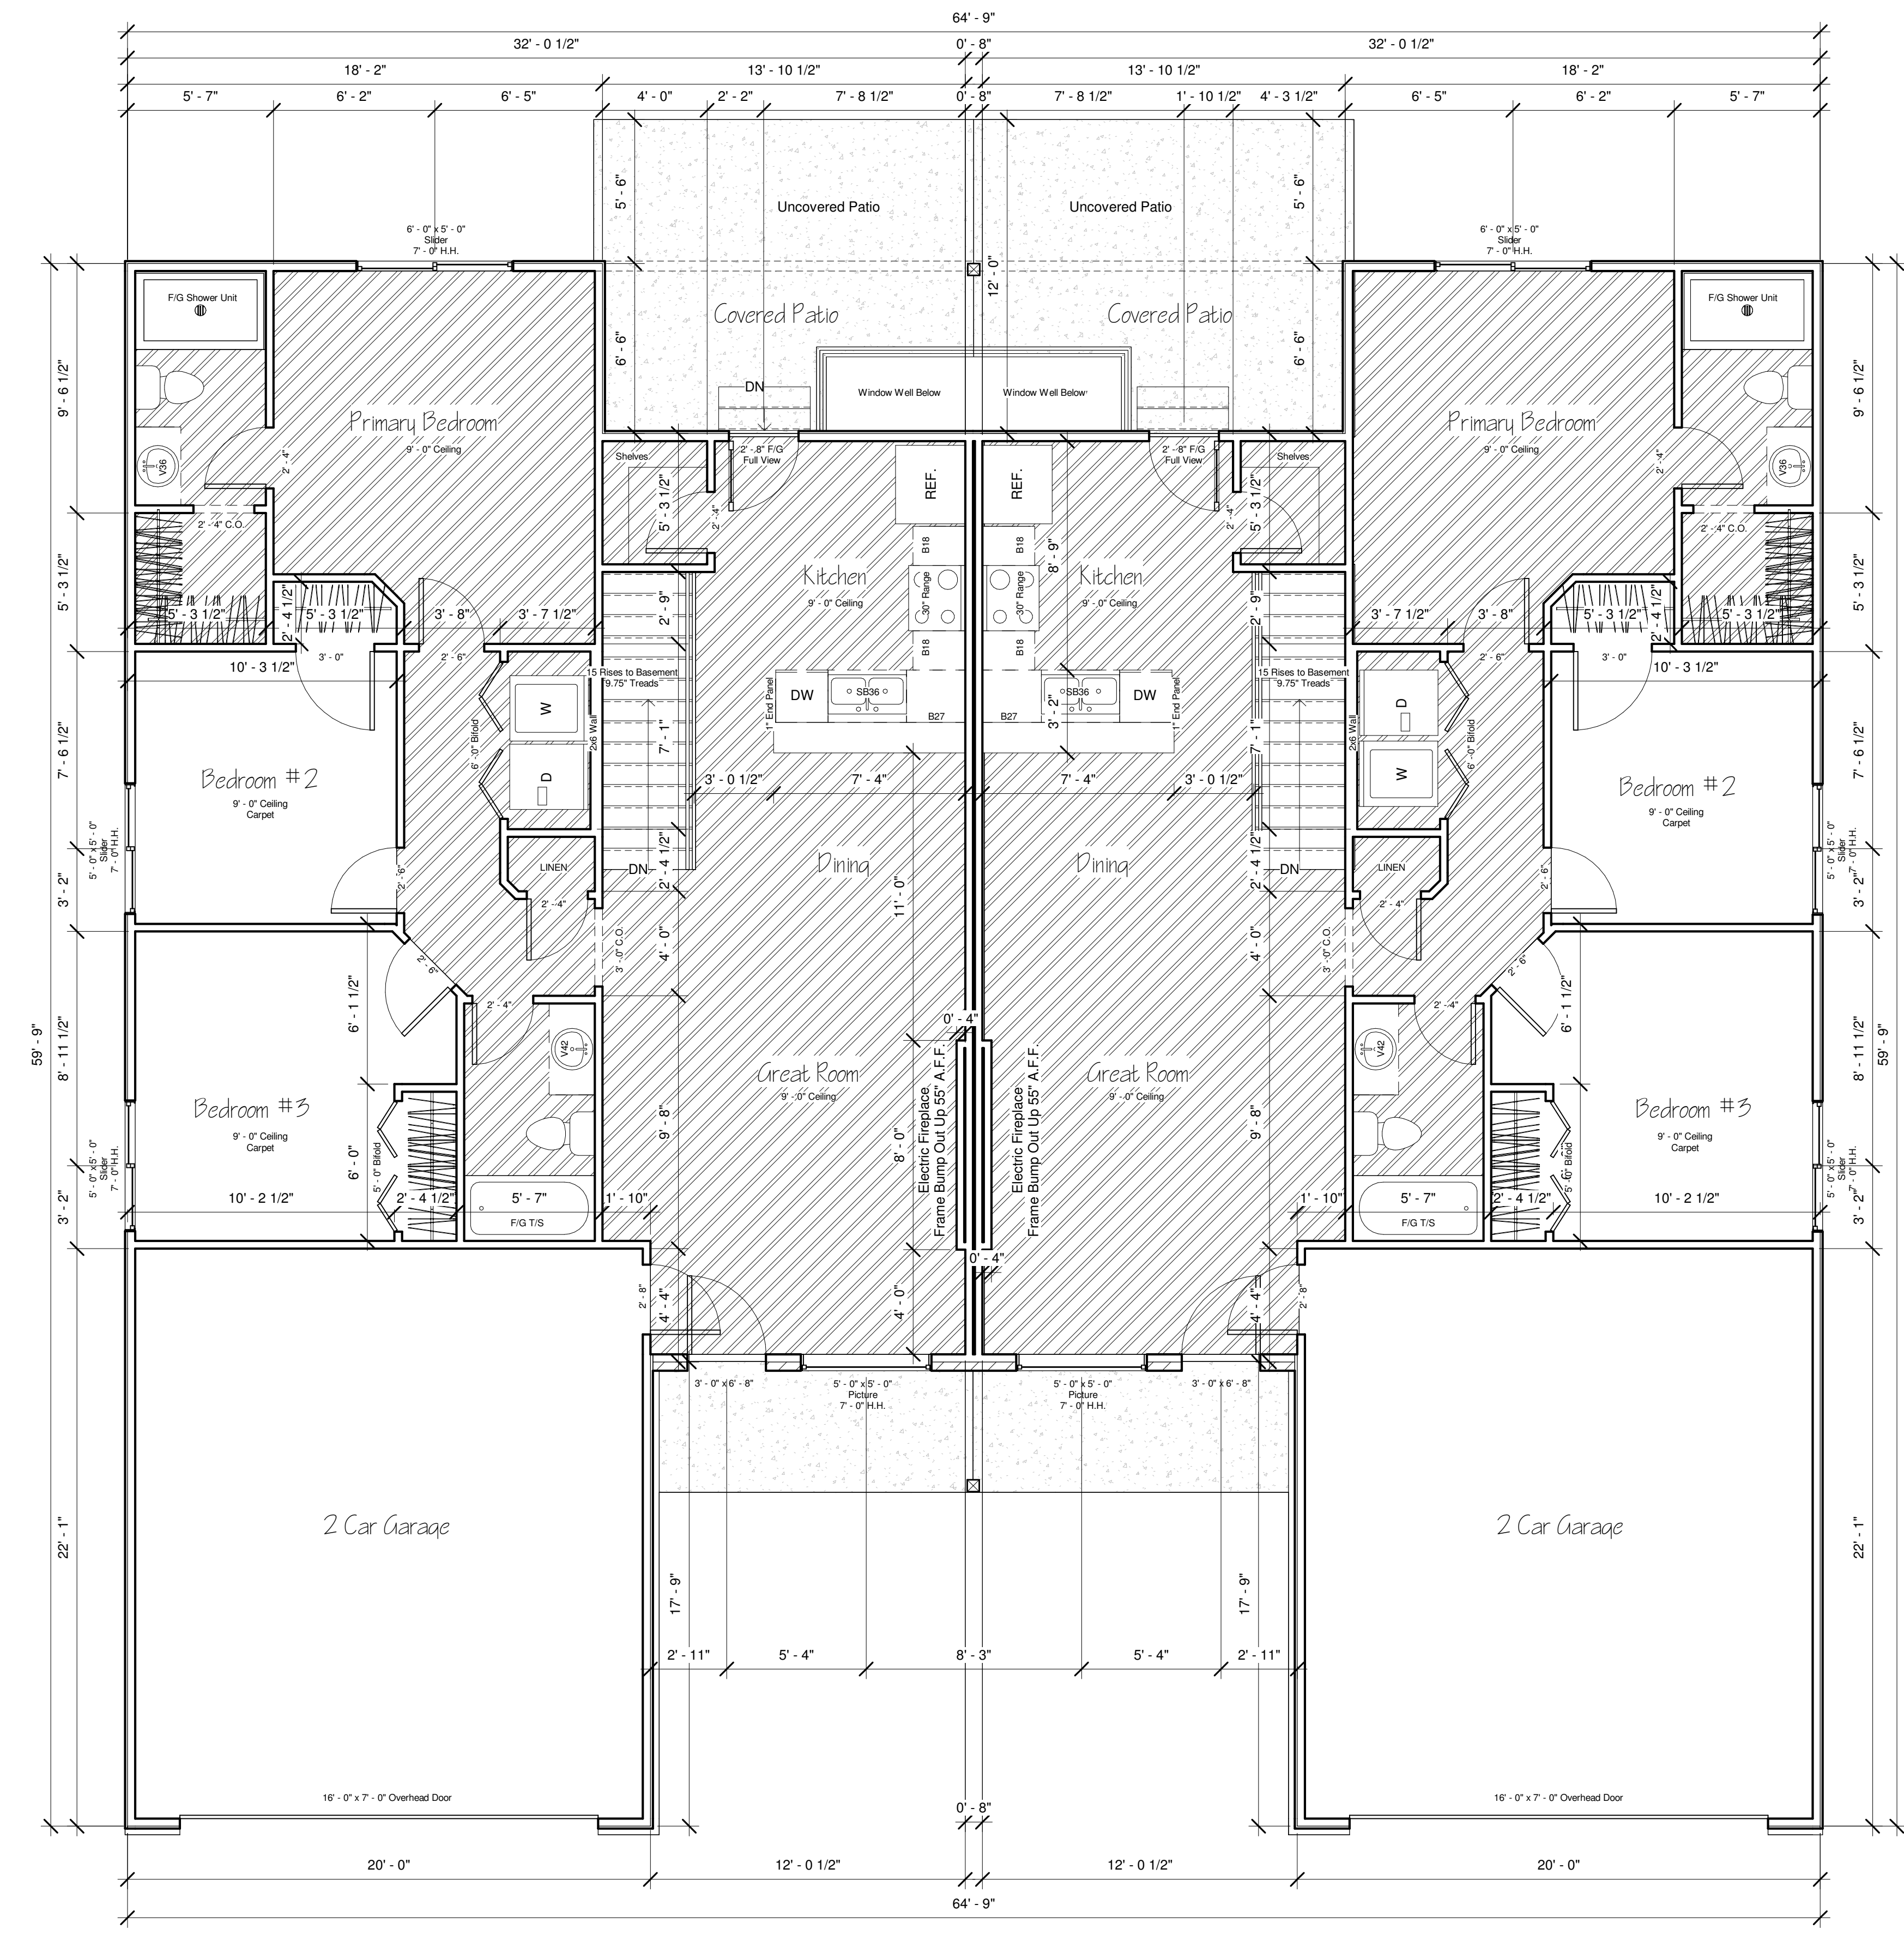 64' - 9"
32' - 0 1/2" 0' - 8" 32' - 0 1/2"
18' - 2" 13' - 10 1/2" 13' - 10 1/2" 18' - 2"
5' - 7" 6' - 2" 6' - 5" 4' - 0" 2' - 2" 7' - 8 1/2" 0' - 8" 7' - 8 1/2" 1' - 10 1/2" 4' - 3 1/2" 6' - 5" 6' - 2" 5' - 7"
5' - 6" Uncovered Patio Uncovered Patio 5' - 6"
6' - 0" x 5' - 0"
Slider
7' - 0" H.H.
6' - 0" x 5' - 0"
Slider
7' - 0" H.H.
12' - 0"
F/G Shower Unit F/G Shower Unit
Covered Patio Covered Patio
6' - 6" 6' - 6"
9' - 6 1/2" 9' - 6 1/2"
DN
Window Well Below Window Well Below
Primary Bedroom
9' - 0" Ceiling
Primary Bedroom
9' - 0" Ceiling
V36 2' - 4" 2' - 4" V36
Shelves
2' - 8" F/G
Full View
REF. REF.
2' - 8" F/G
Full View
Shelves
5' - 3 1/2" 2' - 4" 2' - 4" 5' - 3 1/2"
2' - 4" C.O. 2' - 4" C.O.
B18 B18
8' - 9"
Kitchen
9' - 0" Ceiling
Kitchen
9' - 0" Ceiling
30" Range 30" Range
B18 B18
5' - 3 1/2" 5' - 3 1/2"
5' - 3 1/2" 2' - 4 1/2" 5' - 3 1/2" 3' - 8" 3' - 7 1/2" 2' - 9" 2' - 9" 3' - 7 1/2" 3' - 8" 5' - 3 1/2" 2' - 4 1/2" 5' - 3 1/2"
10' - 3 1/2" 3' - 0" 2' - 6" 2' - 6" 3' - 0" 10' - 3 1/2"
15 Rises to Basement
9.75" Treads
15 Rises to Basement
9.75" Treads
1" End Panel DW SB36 B27 B27 SB36 DW 1" End Panel
3' - 2"
W D D W
6' - 0" Bifold 2x6 Wall 7' - 1" 7' - 1" 2x6 Wall 6' - 0" Bifold
7' - 6 1/2" 7' - 6 1/2"
3' - 0 1/2" 7' - 4" 7' - 4" 3' - 0 1/2"
Bedroom #2
9' - 0" Ceiling
Carpet
Bedroom #2
9' - 0" Ceiling
Carpet
5' - 0" x 5' - 0"
Slider
7' - 0" H.H.
5' - 0" x 5' - 0"
Slider
7' - 0" H.H.
3' - 2" 2' - 6" 2' - 6" 3' - 2"
LINEN DN 2' - 4 1/2" Dining Dining 2' - 4 1/2" DN LINEN
11' - 0"
2' - 4" 2' - 4"
3' - 0" C.O. 4' - 0" 4' - 0" 3' - 0" C.O.
2' - 6" 2' - 6"
6' - 1 1/2" 2' - 4" 2' - 4" 6' - 1 1/2"
0' - 4"
59' - 9" 8' - 11 1/2" 8' - 11 1/2" 59' - 9"
V42 V42
Great Room
9' - 0" Ceiling
Great Room
9' - 0" Ceiling
Bedroom #3
9' - 0" Ceiling
Carpet
Bedroom #3
9' - 0" Ceiling
Carpet
9' - 8" 8' - 0" 9' - 8"
Electric Fireplace
Frame Bump Out Up 55" A.F.F.
Electric Fireplace
Frame Bump Out Up 55" A.F.F.
5' - 0" x 5' - 0"
Slider
7' - 0" H.H.
5' - 0" x 5' - 0"
Slider
7' - 0" H.H.
6' - 0" 5' - 0" Bifold 5' - 0" Bifold
3' - 2" 10' - 2 1/2" 2' - 4 1/2" 5' - 7" 1' - 10" 1' - 10" 5' - 7" 2' - 4 1/2" 10' - 2 1/2" 3' - 2"
F/G T/S F/G T/S
0' - 4"
2' - 8" 4' - 4" 4' - 0" 4' - 4" 2' - 8"
3' - 0" x 6' - 8"
5' - 0" x 5' - 0"
Picture
7' - 0" H.H.
5' - 0" x 5' - 0"
Picture
7' - 0" H.H.
3' - 0" x 6' - 8"
2 Car Garage 2 Car Garage
22' - 1" 22' - 1"
17' - 9" 17' - 9"
2' - 11" 5' - 4" 8' - 3" 5' - 4" 2' - 11"
16' - 0" x 7' - 0" Overhead Door 16' - 0" x 7' - 0" Overhead Door
0' - 8"
20' - 0" 12' - 0 1/2" 12' - 0 1/2" 20' - 0"
64' - 9"